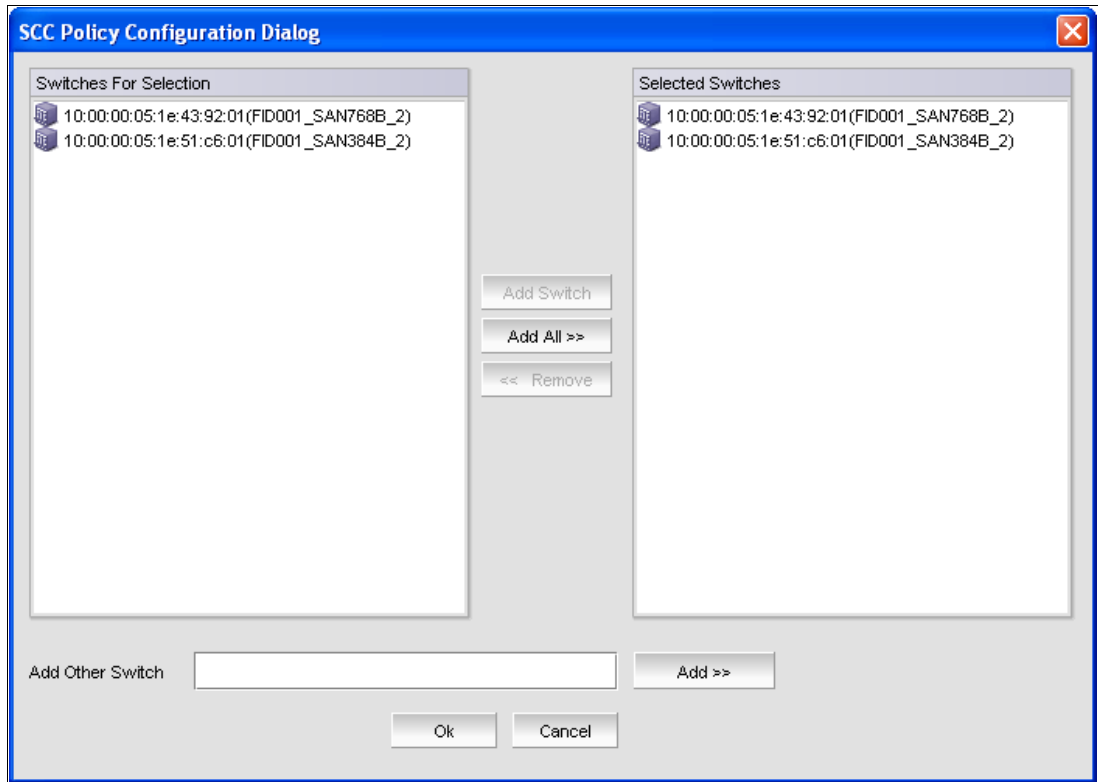 SCC Policy Configuration Dialog
Switches For Selection
10:00:00:05:1e:43:92:01(FID001_SAN768B_2)
10:00:00:05:1e:51:c6:01(FID001_SAN384B_2)
Add Switch
Add All >>
<< Remove
Selected Switches
10:00:00:05:1e:43:92:01(FID001_SAN768B_2)
10:00:00:05:1e:51:c6:01(FID001_SAN384B_2)
Add Other Switch
Add >>
Ok
Cancel